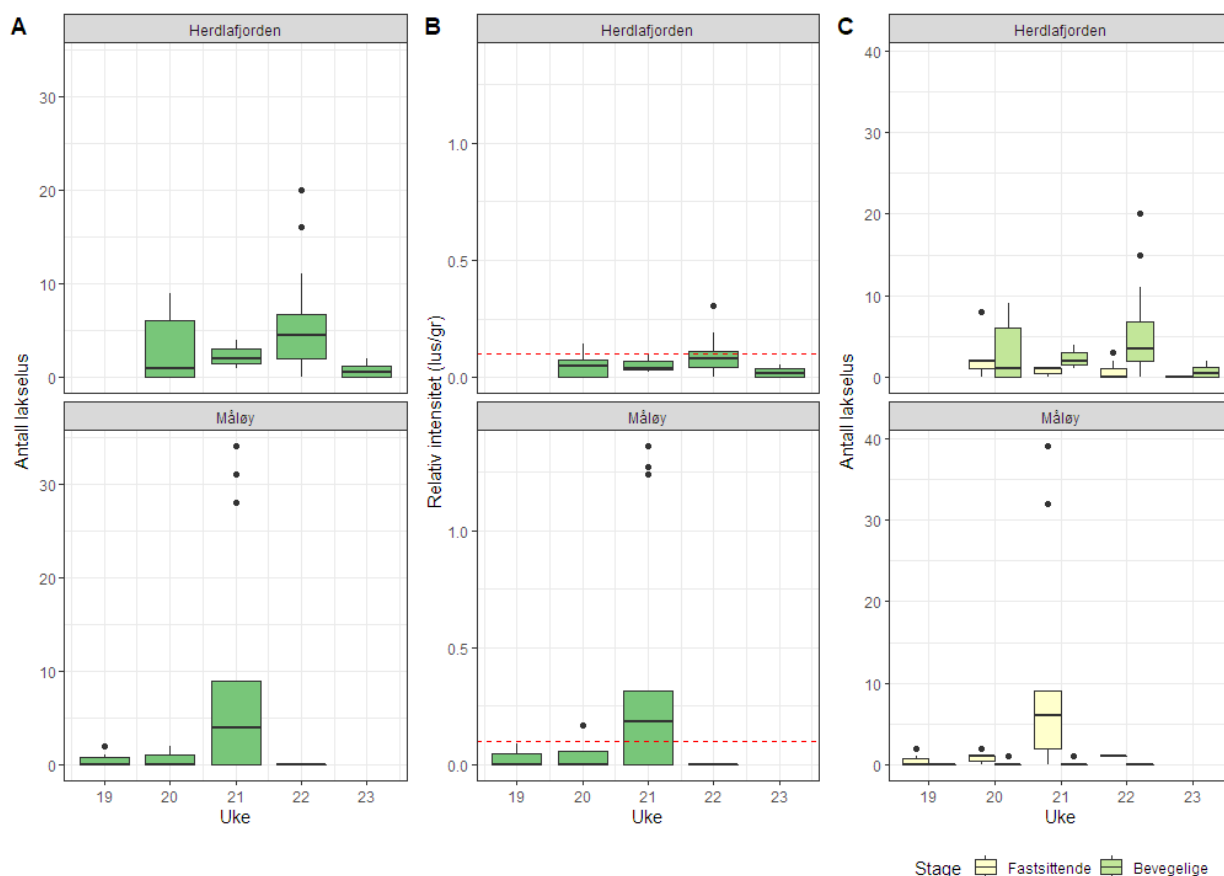 A
Herdlafjorden
30
20
10
0
Måløy
30
20
10
0
19 20 21 22 23
Uke
Antall lakselus
B
Herdlafjorden
1.0
0.5
0.0
Måløy
1.0
0.5
0.0
19 20 21 22 23
Uke
Relativ intensitet (lus/gr)
C
Herdlafjorden
40
30
20
10
0
Måløy
40
30
20
10
0
19 20 21 22 23
Uke
Antall lakselus
Stage Fastsittende Bevegelige